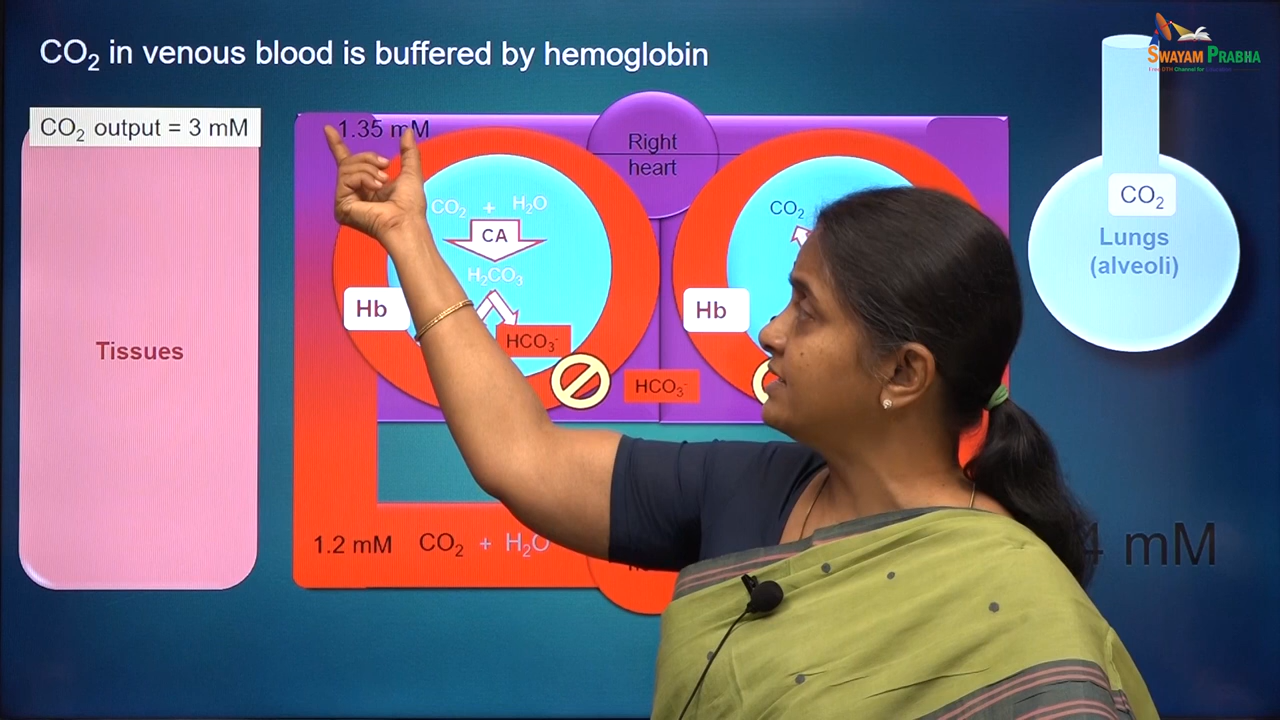 CO₂ in venous blood is buffered by hemoglobin
SWAYAM PRABHA
CO₂ output = 3 mM
1.35 mM
Right
heart
CO₂ + H₂O
CO₂
CO₂
CA
Lungs
(alveoli)
H₂CO₃
Hb
Hb
HCO₃⁻
Tissues
HCO₃⁻
1.2 mM CO₂ + H₂O
4 mM